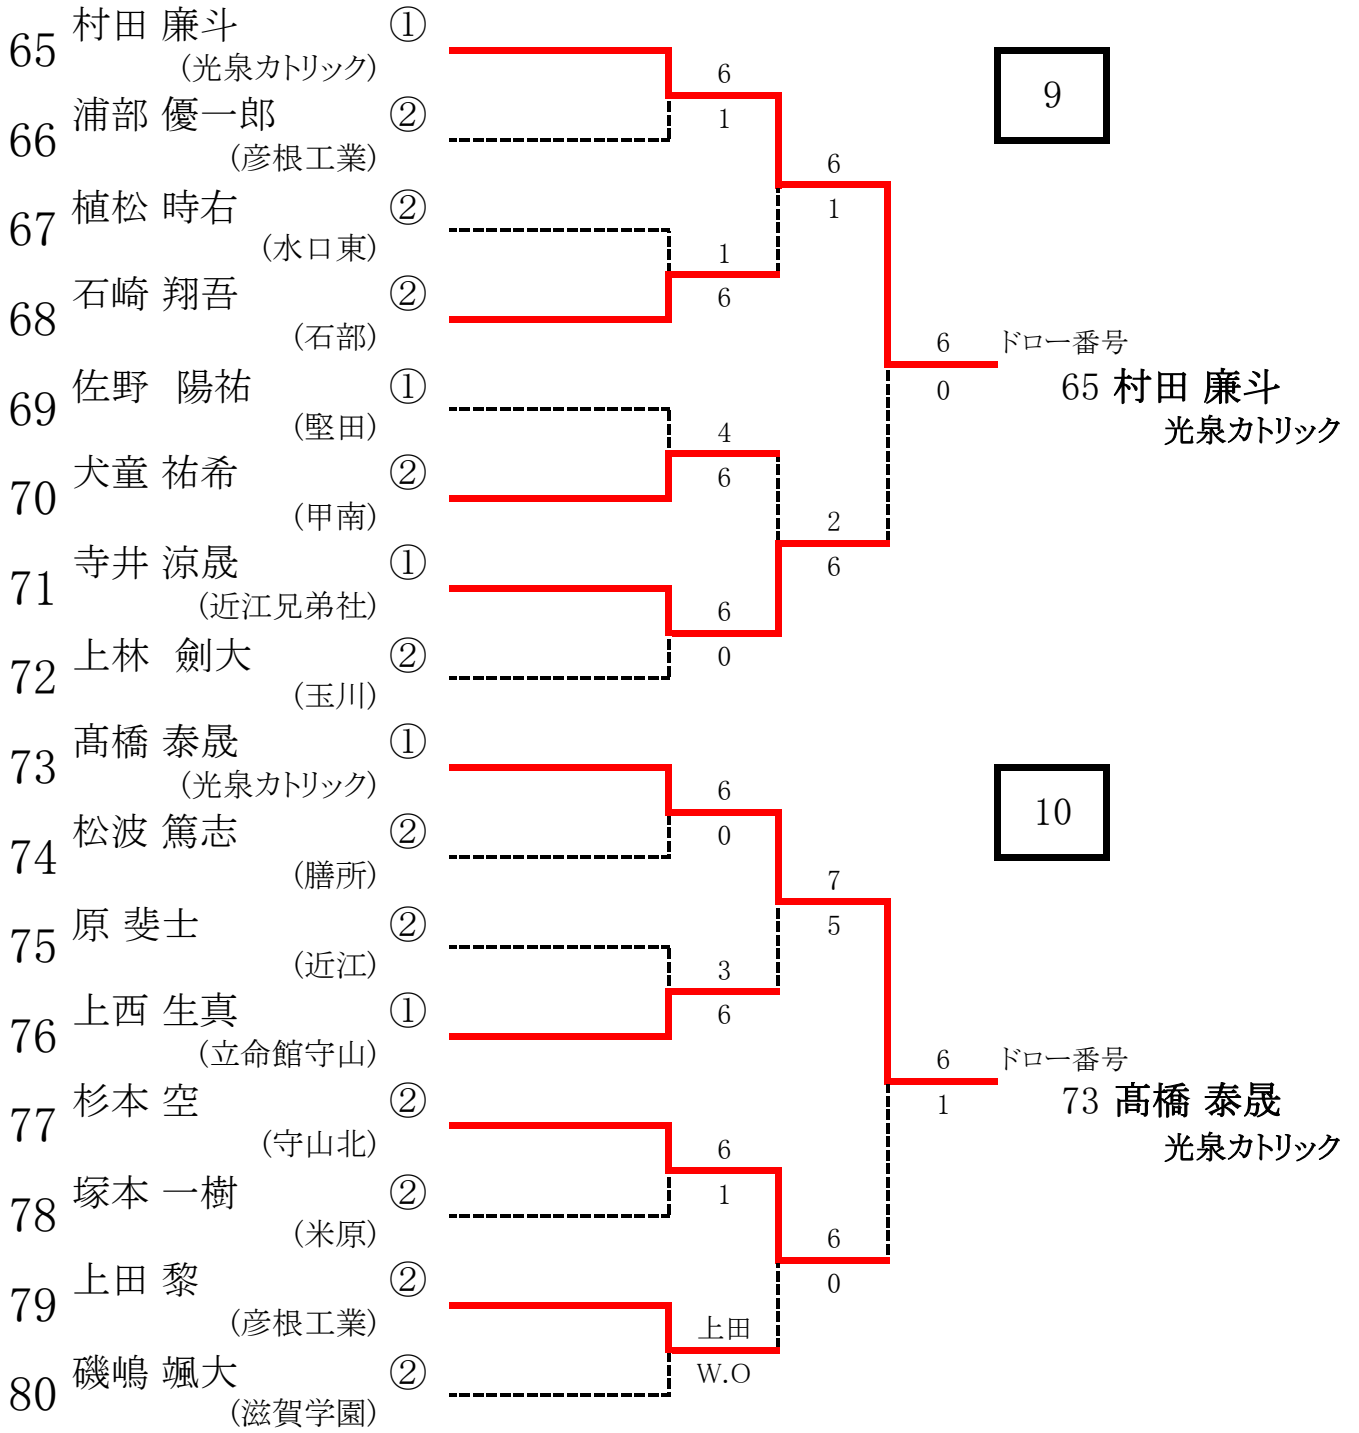 65 村田 廉斗 ①
(光泉カトリック)
6
1
9
66 浦部 優一郎 ②
(彦根工業)
6
1
67 植松 時右 ②
(水口東)
1
6
68 石崎 翔吾 ②
(石部)
6
0
ドロー番号
65 村田 廉斗
光泉カトリック
69 佐野 陽祐 ①
(堅田)
4
6
70 犬童 祐希 ②
(甲南)
2
6
71 寺井 涼晟 ①
(近江兄弟社)
6
0
72 上林 劍大 ②
(玉川)
73 髙橋 泰晟 ①
(光泉カトリック)
6
0
10
74 松波 篤志 ②
(膳所)
7
5
75 原 斐士 ②
(近江)
3
6
76 上西 生真 ①
(立命館守山)
6
1
ドロー番号
73 髙橋 泰晟
光泉カトリック
77 杉本 空 ②
(守山北)
6
1
78 塚本 一樹 ②
(米原)
6
0
79 上田 黎 ②
(彦根工業)
上田
W.O
80 磯嶋 颯大 ②
(滋賀学園)